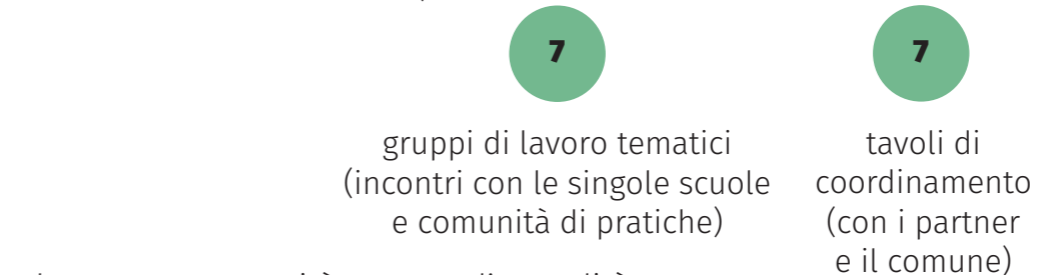 7
gruppi di lavoro tematici
(incontri con le singole scuole
e comunità di pratiche)
7
tavoli di
coordinamento
(con i partner
e il comune)